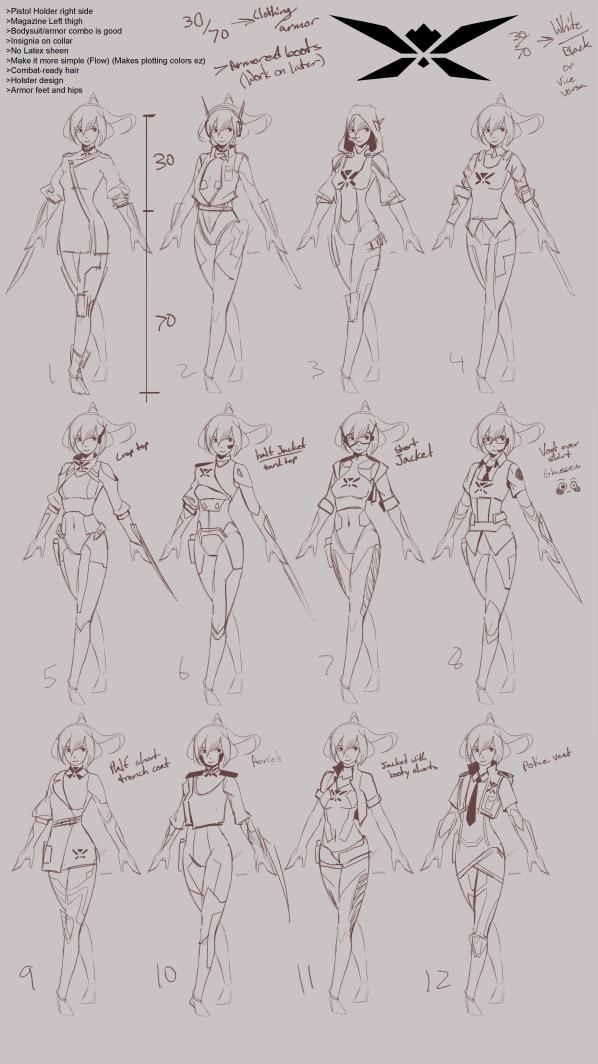 >Pistol Holder right side
>Magazine Left thigh
>Bodysuit/armor combo is good
>Insignia on collar
>No Latex sheen
>Make it more simple (Flow) (Makes plotting colors ez)
>Combat-ready hair
>Holster design
>Armor feet and hips
30/70 → Clothing
armor
→ Armored boots
(Work on later)
30
70
→ White
Black
or
vice
versa
30
70
1
2
3
4
Crop top
half Jacket
tank top
short
Jacket
Vest over
shirt
Glasses
5
6
7
8
Half short
trench coat
Jacket with
booty shorts
Police vest
9
10
11
12